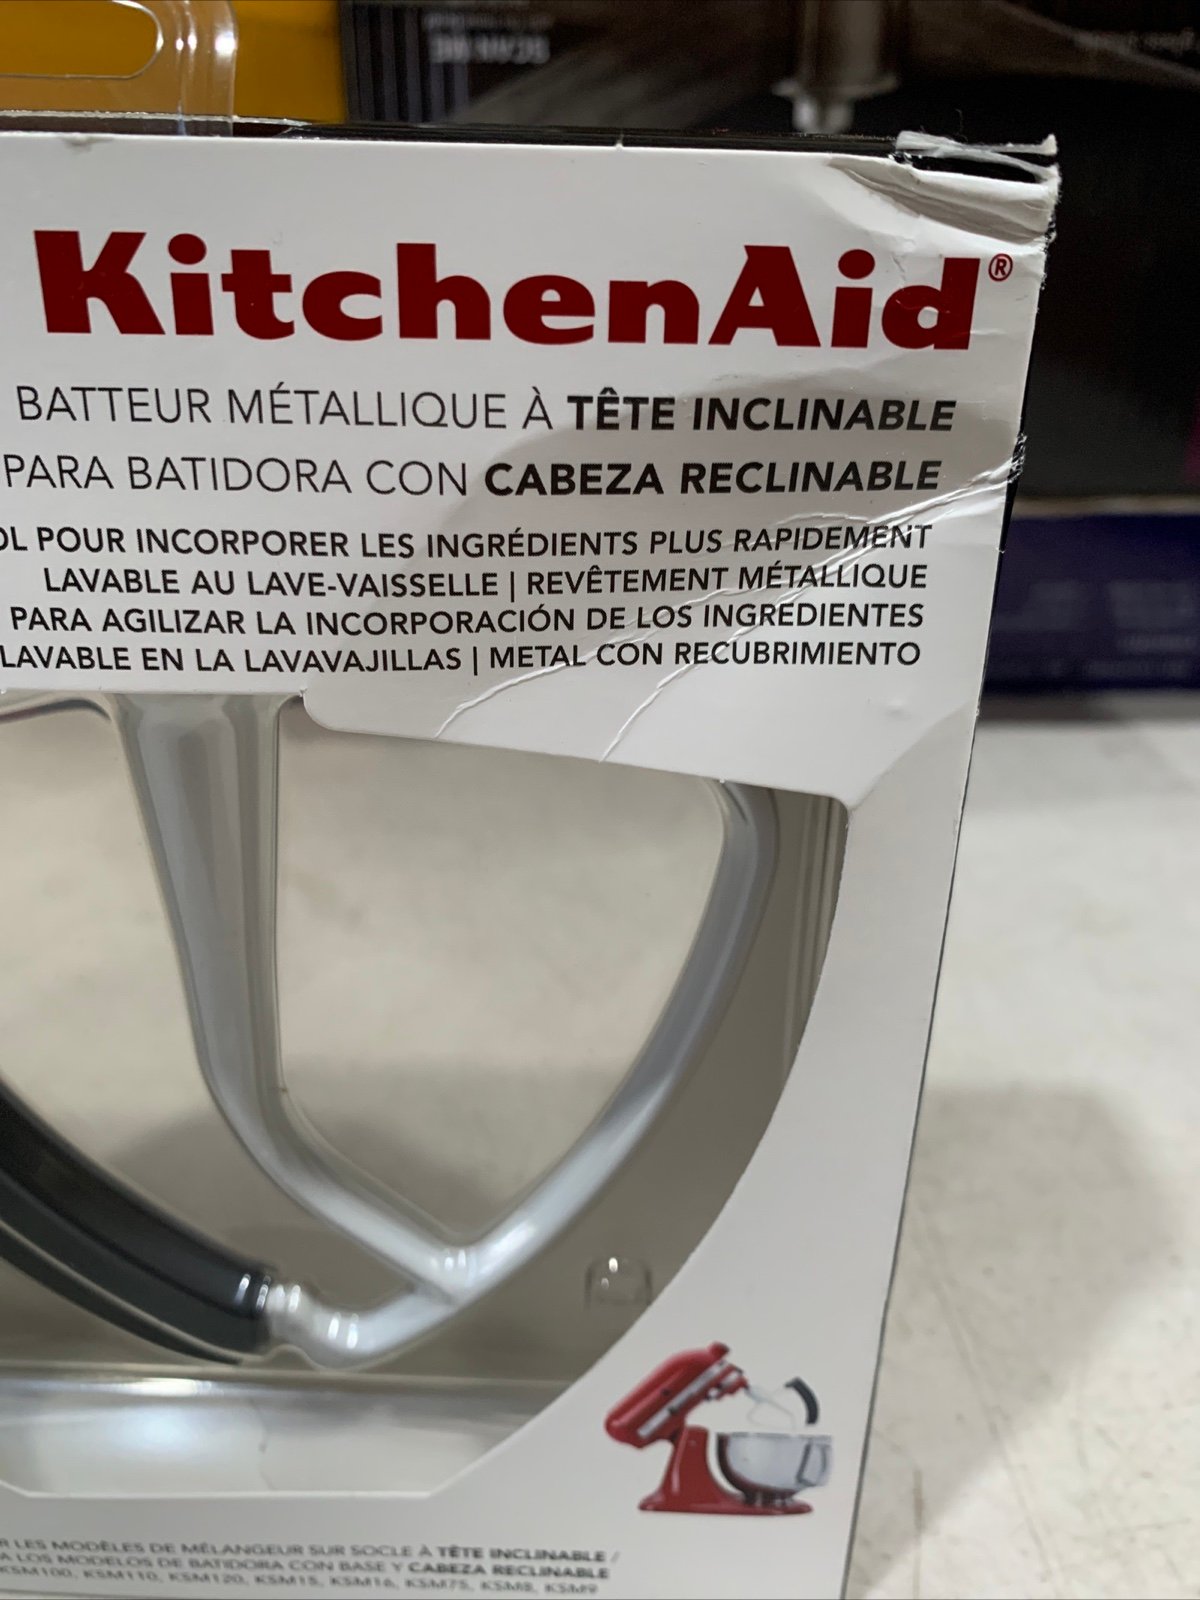 SCAN ME
KitchenAid®
BATTEUR MÉTALLIQUE À TÊTE INCLINABLE
PARA BATIDORA CON CABEZA RECLINABLE
OL POUR INCORPORER LES INGRÉDIENTS PLUS RAPIDEMENT
LAVABLE AU LAVE-VAISSELLE | REVÊTEMENT MÉTALLIQUE
PARA AGILIZAR LA INCORPORACIÓN DE LOS INGREDIENTES
LAVABLE EN LA LAVAVAJILLAS | METAL CON RECUBRIMIENTO
R LES MODÈLES DE MÉLANGEUR SUR SOCLE À TÊTE INCLINABLE /
A LOS MODELOS DE BATIDORA CON BASE Y CABEZA RECLINABLE
KSM100, KSM110, KSM120, KSM15, KSM16, KSM75, KSM8, KSM9